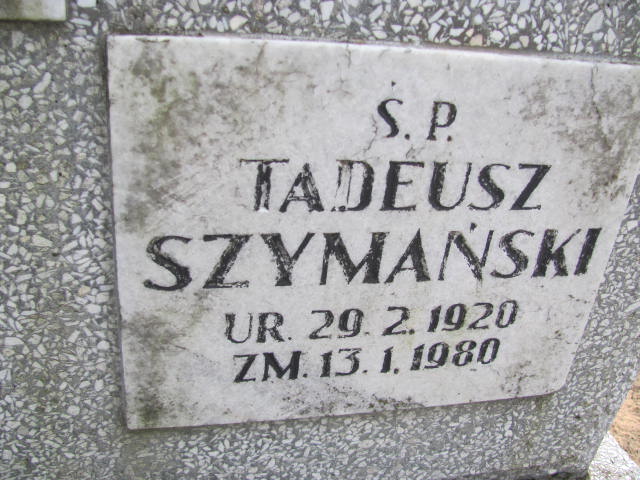 Ś. P.
TADEUSZ
SZYMAŃSKI
UR. 29. 2. 1920
ZM. 13. 1. 1980